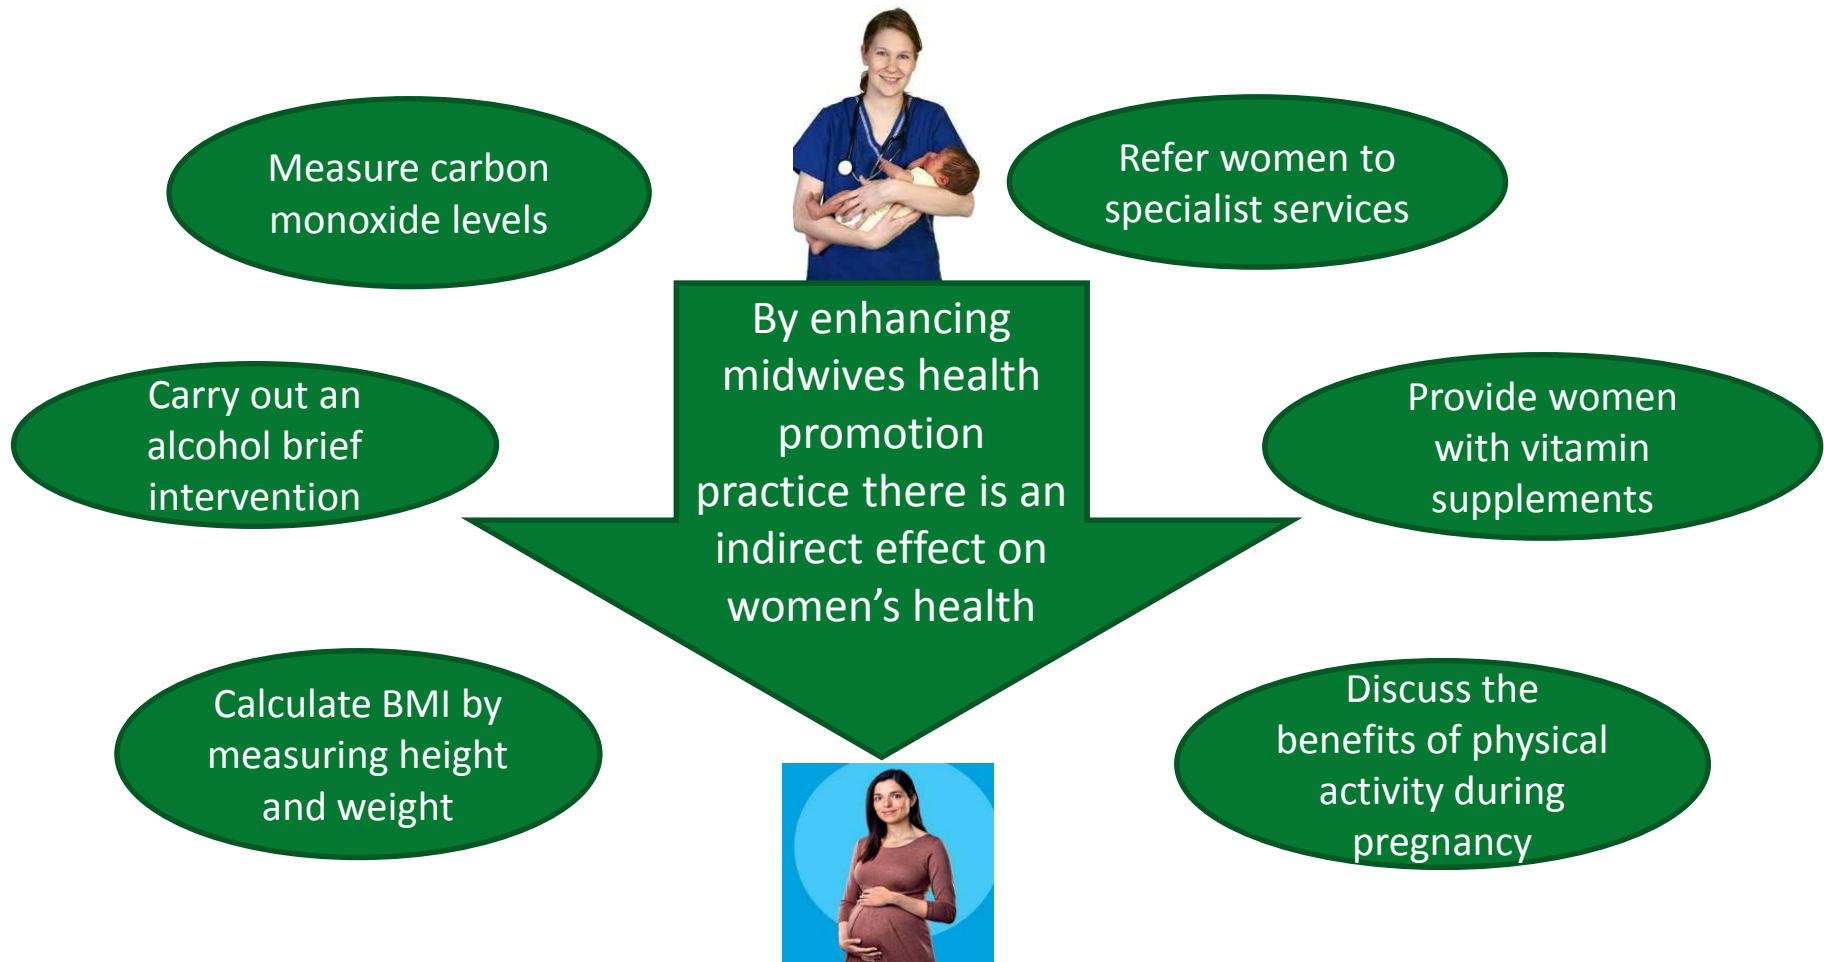 Measure carbon
monoxide levels
Refer women to
specialist services
By enhancing
midwives health
promotion
practice there is an
indirect effect on
women’s health
Carry out an
alcohol brief
intervention
Provide women
with vitamin
supplements
Calculate BMI by
measuring height
and weight
Discuss the
benefits of physical
activity during
pregnancy